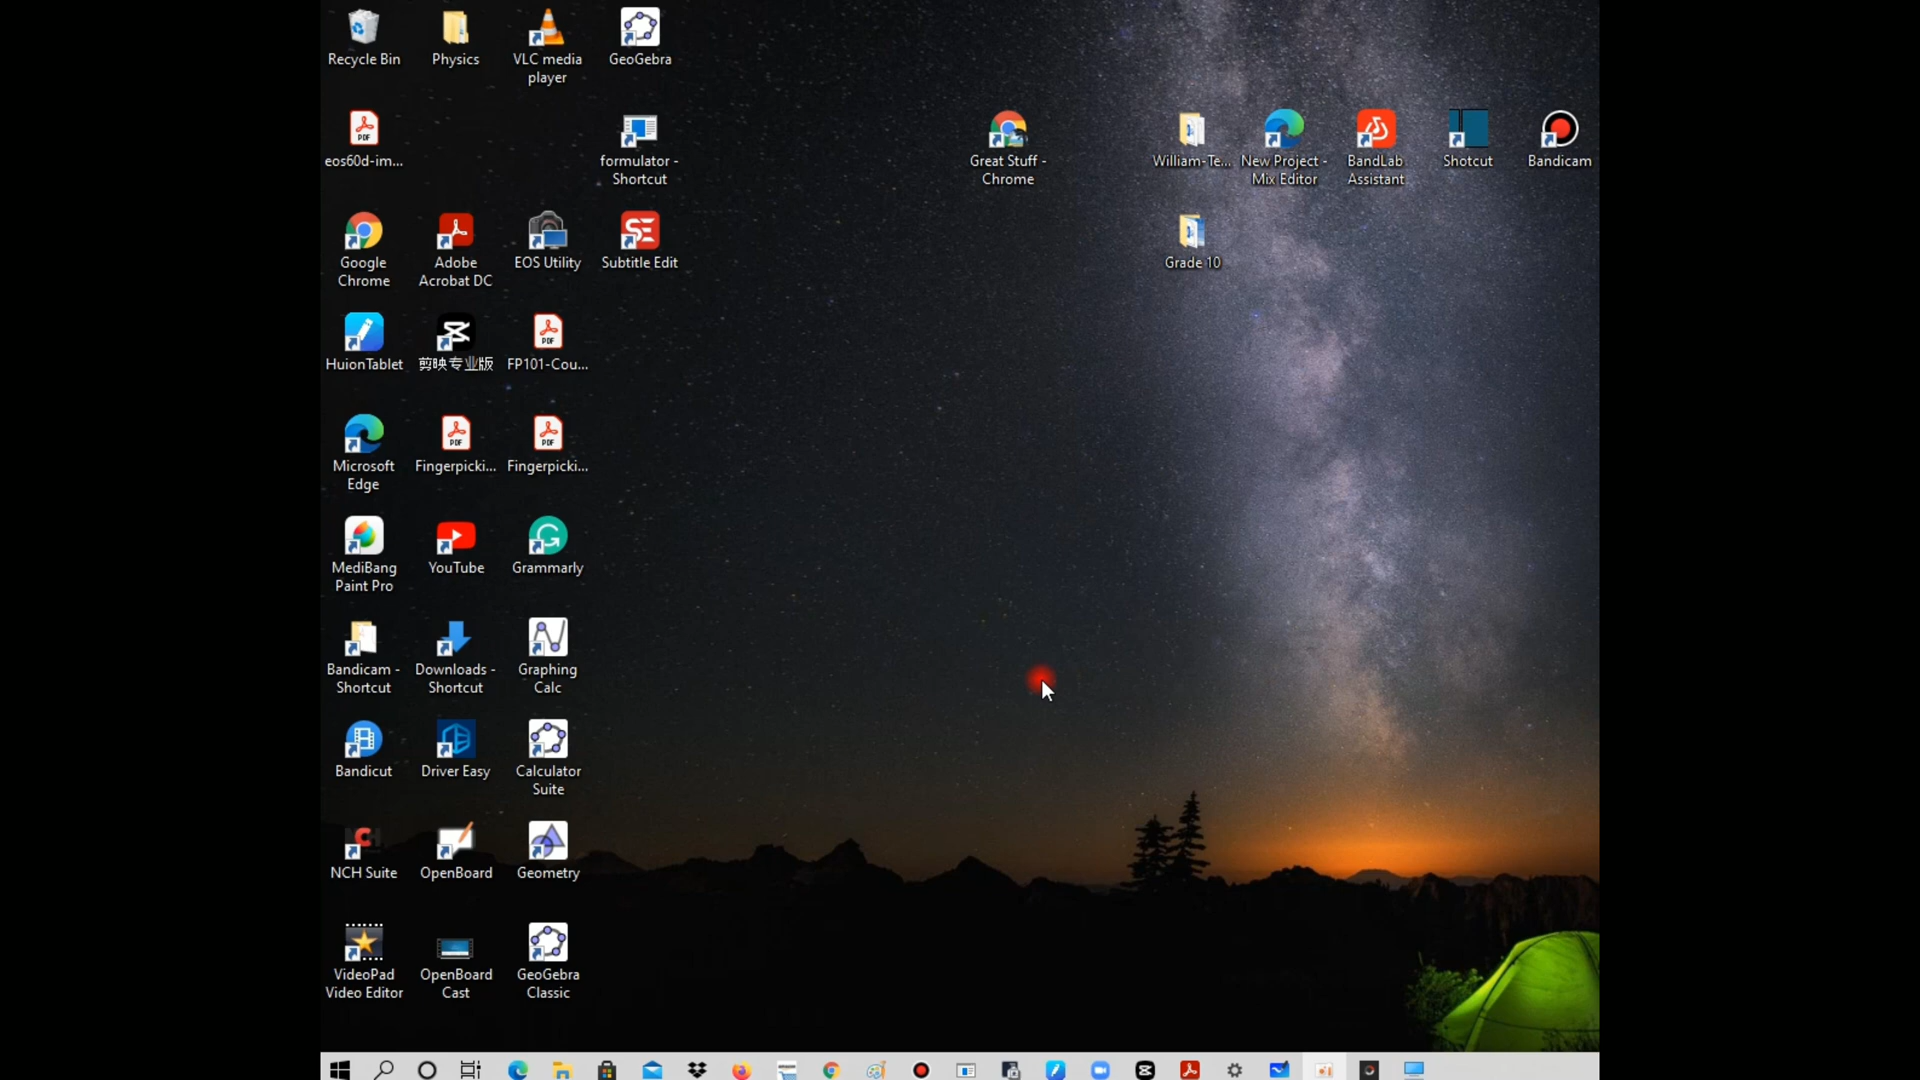 Recycle Bin
Physics
VLC media
player
GeoGebra
eos60d-im...
formulator -
Shortcut
Great Stuff -
Chrome
William-Te...
New Project -
Mix Editor
BandLab
Assistant
Shotcut
Bandicam
Google
Chrome
Adobe
Acrobat DC
EOS Utility
Subtitle Edit
Grade 10
HuionTablet
剪映专业版
FP101-Cou...
Microsoft
Edge
Fingerpicki...
Fingerpicki...
MediBang
Paint Pro
YouTube
Grammarly
Bandicam -
Shortcut
Downloads -
Shortcut
Graphing
Calc
Bandicut
Driver Easy
Calculator
Suite
NCH Suite
OpenBoard
Geometry
VideoPad
Video Editor
OpenBoard
Cast
GeoGebra
Classic